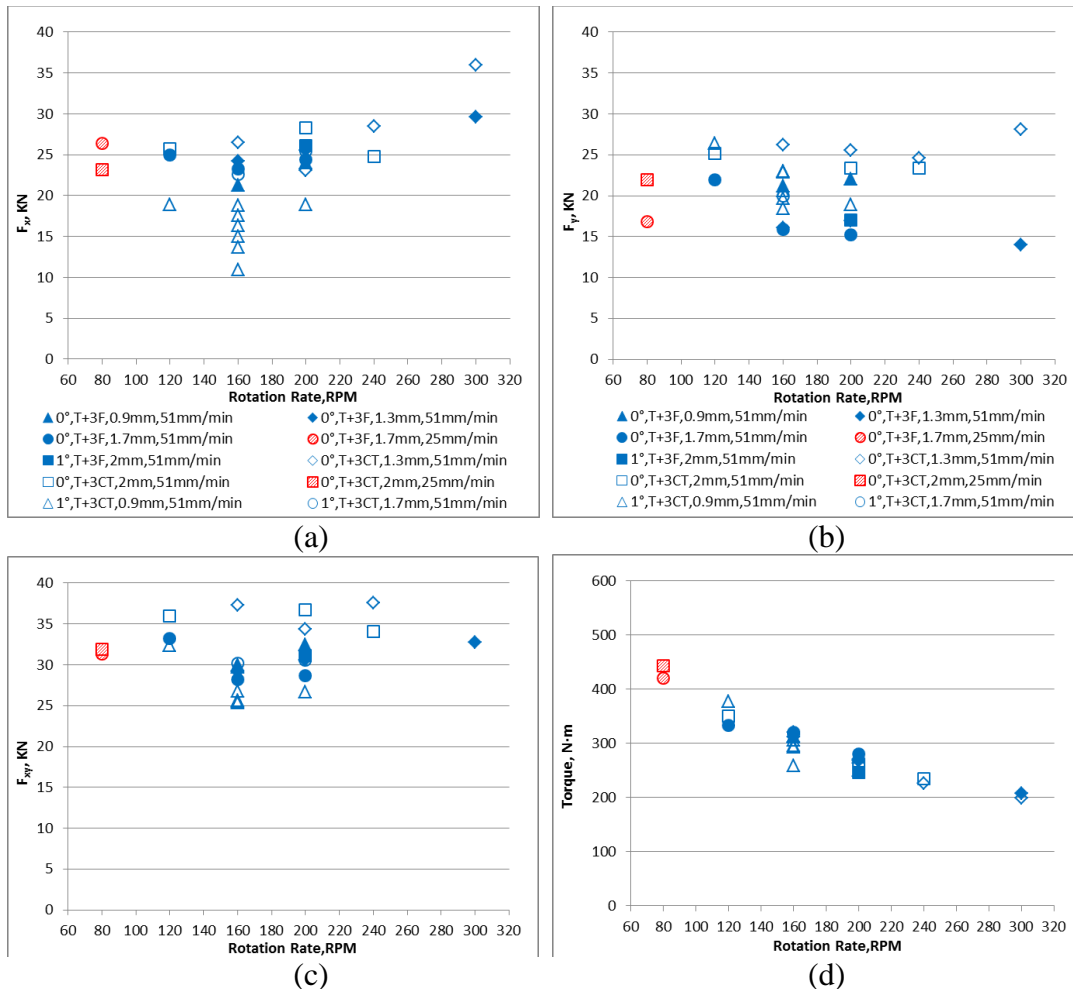 40
35
30
25
20
15
10
5
0
Fx, KN
60 80 100 120 140 160 180 200 220 240 260 280 300 320
Rotation Rate,RPM
0°,T+3F,0.9mm,51mm/min 0°,T+3F,1.3mm,51mm/min
0°,T+3F,1.7mm,51mm/min 0°,T+3F,1.7mm,25mm/min
1°,T+3F,2mm,51mm/min 0°,T+3CT,1.3mm,51mm/min
0°,T+3CT,2mm,51mm/min 0°,T+3CT,2mm,25mm/min
1°,T+3CT,0.9mm,51mm/min 1°,T+3CT,1.7mm,51mm/min
(a)
40
35
30
25
20
15
10
5
0
Fy, KN
60 80 100 120 140 160 180 200 220 240 260 280 300 320
Rotation Rate,RPM
0°,T+3F,0.9mm,51mm/min 0°,T+3F,1.3mm,51mm/min
0°,T+3F,1.7mm,51mm/min 0°,T+3F,1.7mm,25mm/min
1°,T+3F,2mm,51mm/min 0°,T+3CT,1.3mm,51mm/min
0°,T+3CT,2mm,51mm/min 0°,T+3CT,2mm,25mm/min
1°,T+3CT,0.9mm,51mm/min 1°,T+3CT,1.7mm,51mm/min
(b)
40
35
30
25
20
15
10
5
0
Fxy, KN
60 80 100 120 140 160 180 200 220 240 260 280 300 320
Rotation Rate,RPM
(c)
600
500
400
300
200
100
0
Torque, N·m
60 80 100 120 140 160 180 200 220 240 260 280 300 320
Rotation Rate,RPM
(d)